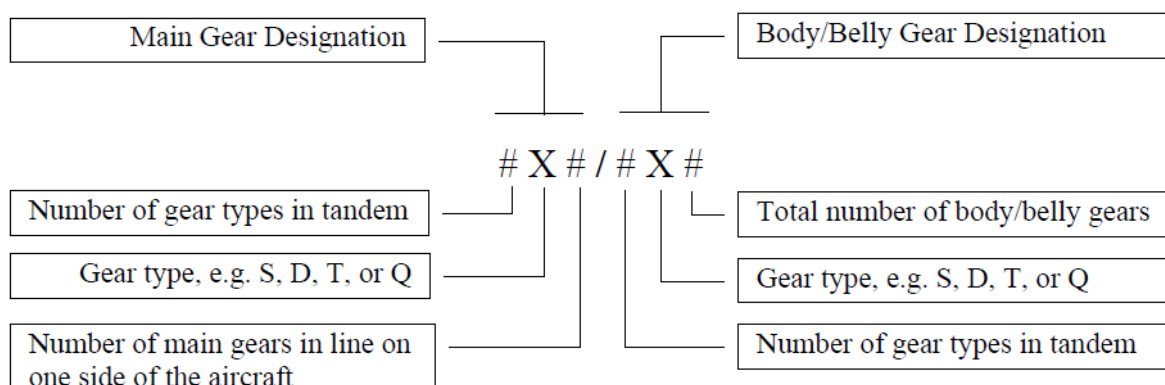 Main Gear Designation
Body/Belly Gear Designation
# X # / # X #
Number of gear types in tandem
Total number of body/belly gears
Gear type, e.g. S, D, T, or Q
Gear type, e.g. S, D, T, or Q
Number of main gears in line on
one side of the aircraft
Number of gear types in tandem